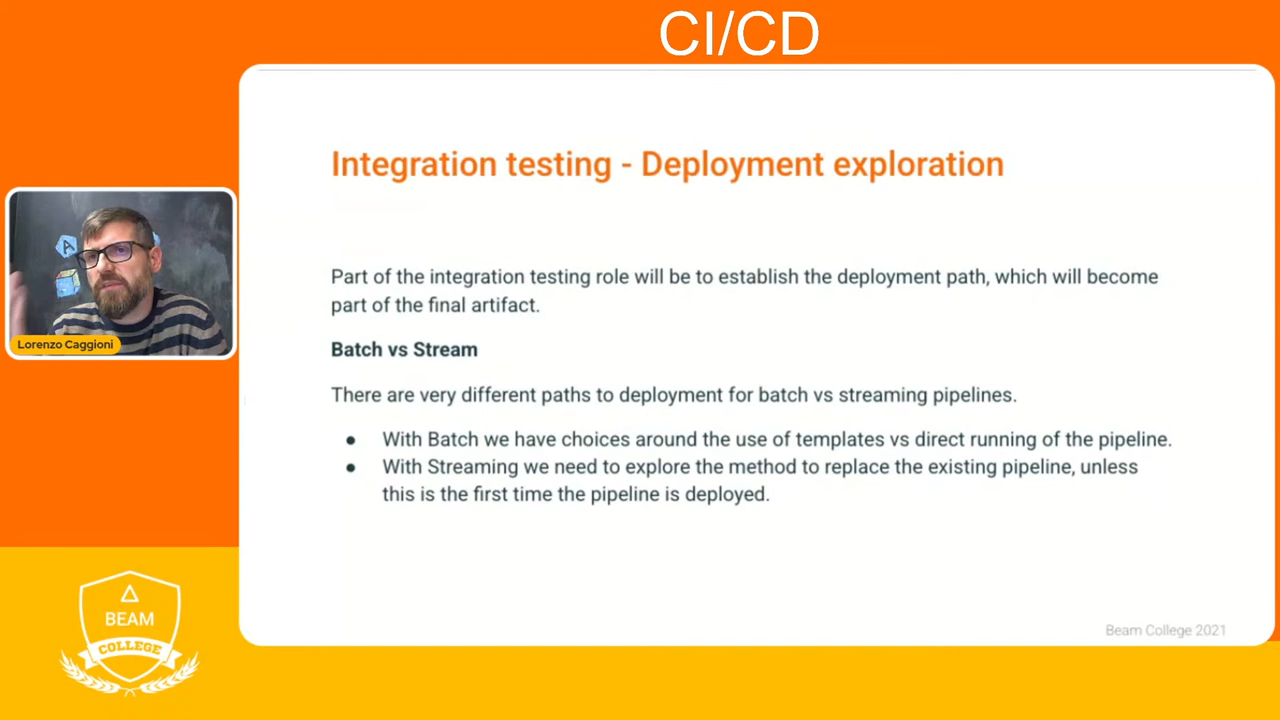 CI/CD
Integration testing - Deployment exploration
Part of the integration testing role will be to establish the deployment path, which will become
part of the final artifact.
Batch vs Stream
There are very different paths to deployment for batch vs streaming pipelines.
● With Batch we have choices around the use of templates vs direct running of the pipeline.
● With Streaming we need to explore the method to replace the existing pipeline, unless
this is the first time the pipeline is deployed.
A
Lorenzo Caggioni
BEAM
COLLEGE
Beam College 2021